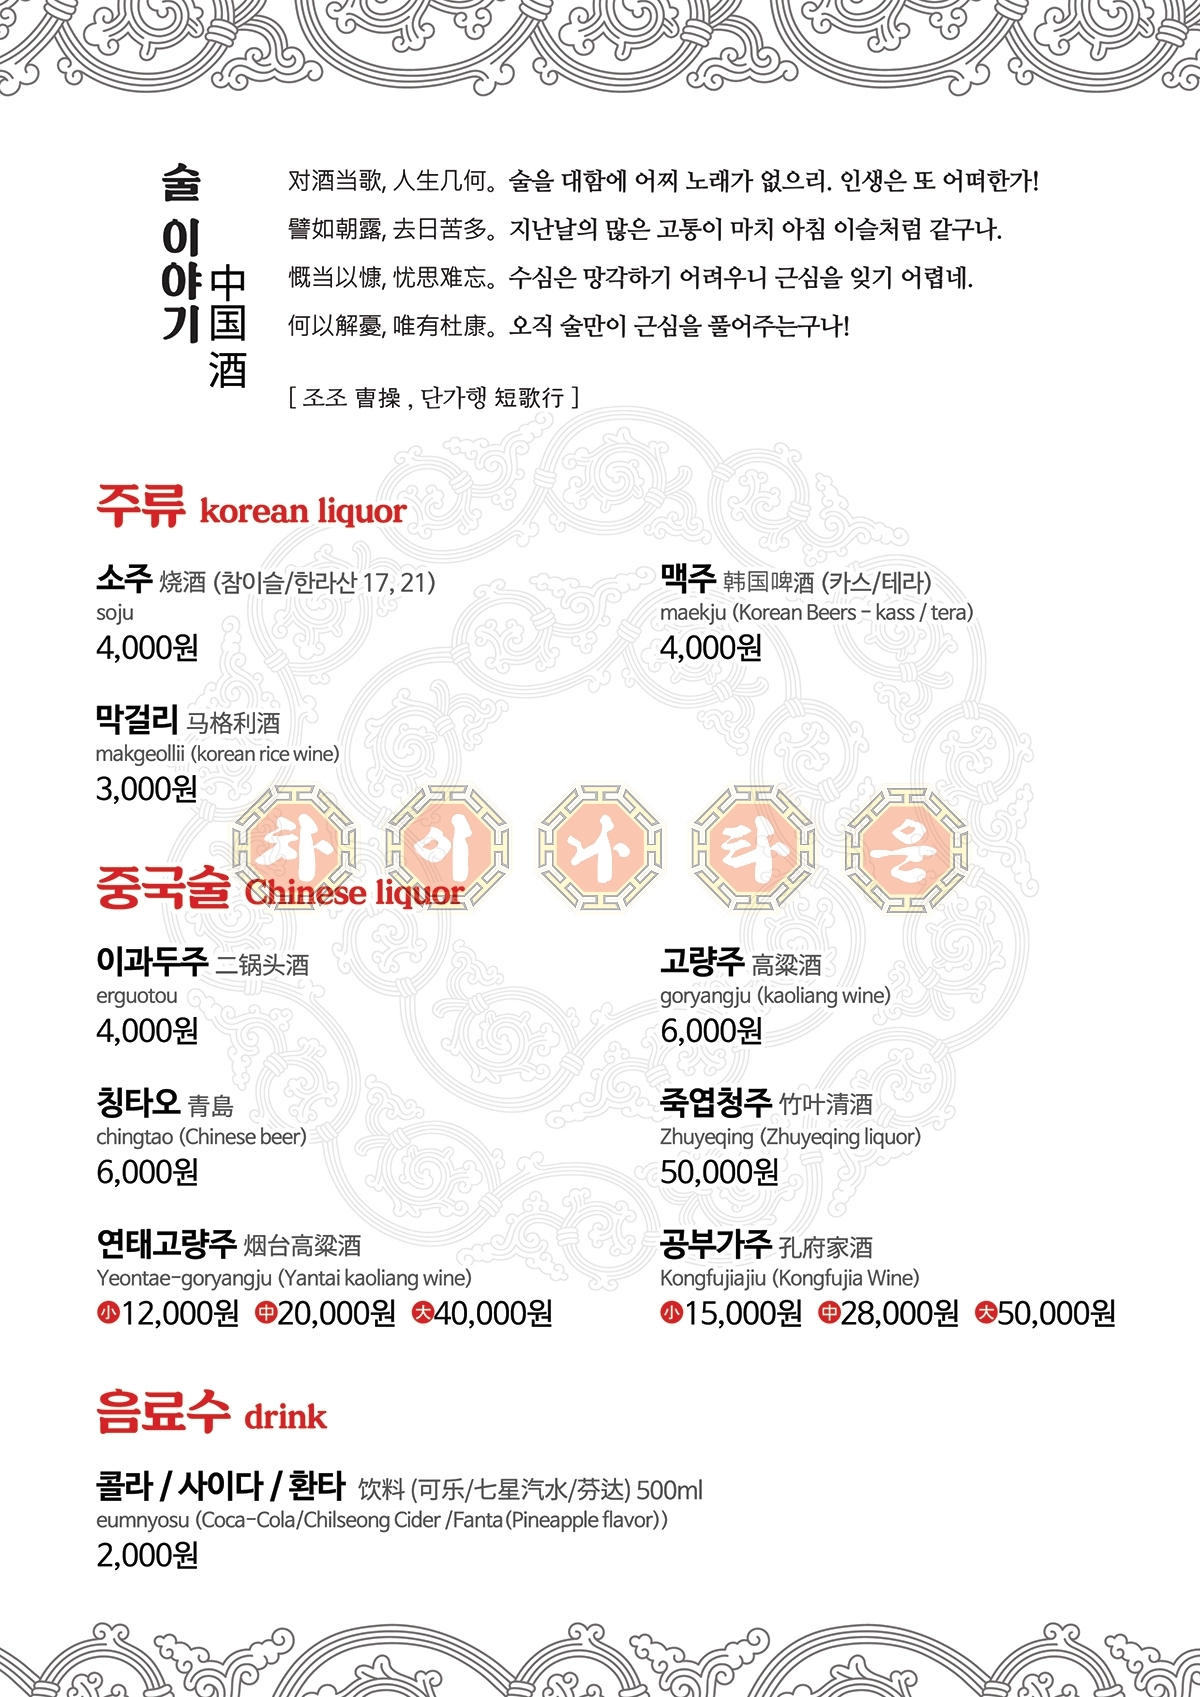 술 이야기
中国酒
对酒当歌, 人生几何。 술을 대함에 어찌 노래가 없으리. 인생은 또 어떠한가!
譬如朝露, 去日苦多。 지난날의 많은 고통이 마치 아침 이슬처럼 같구나.
慨当以慷, 忧思难忘。 수심은 망각하기 어려우니 근심을 잊기 어렵네.
何以解憂, 唯有杜康。 오직 술만이 근심을 풀어주는구나!
[ 조조 曹操 , 단가행 短歌行 ]
주류 korean liquor
소주 烧酒 (참이슬/한라산 17, 21)
soju
4,000원
맥주 韩国啤酒 (카스/테라)
maekju (Korean Beers - kass / tera)
4,000원
막걸리 马格利酒
makgeollii (korean rice wine)
3,000원
차이나타운
중국술 Chinese liquor
이과두주 二锅头酒
erguotou
4,000원
고량주 高粱酒
goryangju (kaoliang wine)
6,000원
칭타오 青島
chingtao (Chinese beer)
6,000원
죽엽청주 竹叶清酒
Zhuyeqing (Zhuyeqing liquor)
50,000원
연태고량주 烟台高粱酒
Yeontae-goryangju (Yantai kaoliang wine)
小12,000원 中20,000원 大40,000원
공부가주 孔府家酒
Kongfujiajiu (Kongfujia Wine)
小15,000원 中28,000원 大50,000원
음료수 drink
콜라 / 사이다 / 환타 饮料 (可乐/七星汽水/芬达) 500ml
eumnyosu (Coca-Cola/Chilseong Cider /Fanta(Pineapple flavor))
2,000원